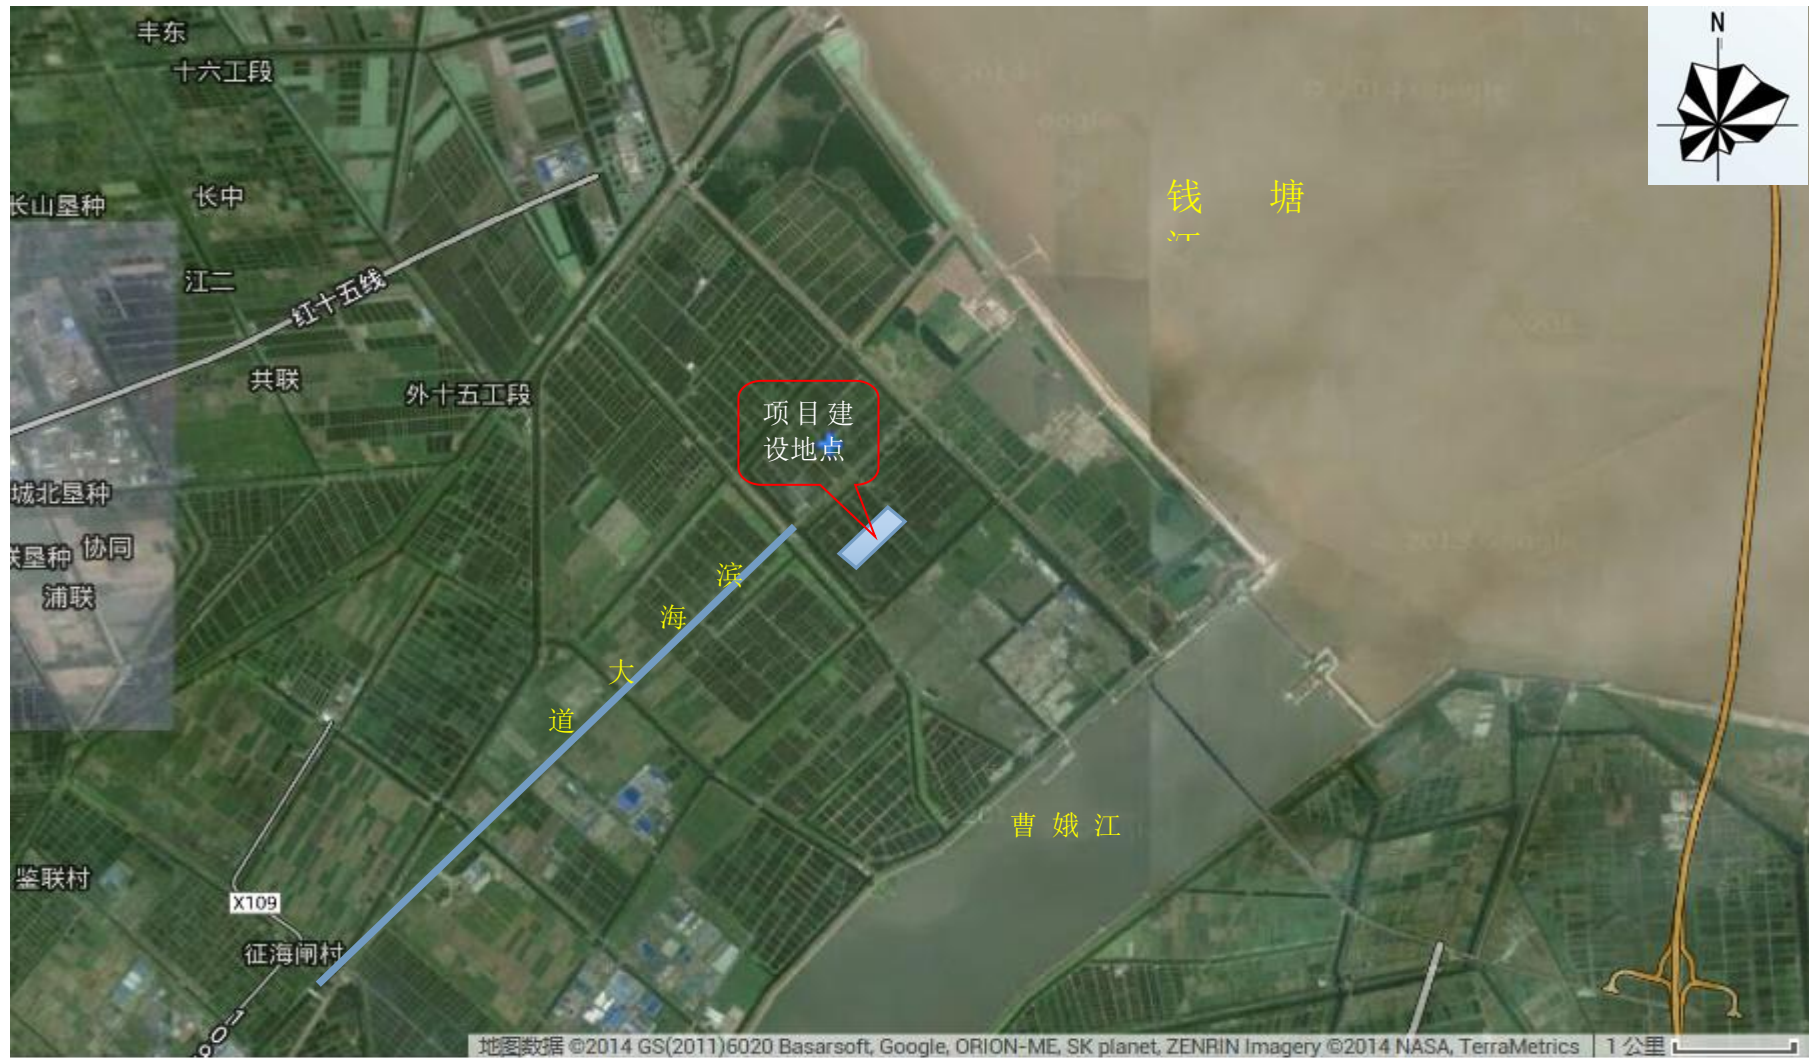 丰东
十六工段
N
长山垦种
长中
钱 塘
江
江二
红十五线
共联
外十五工段
项目建
设地点
城北垦种
协同
浦联
滨
海
大
道
曹娥江
鉴联村
X109
征海闸村
地图数据 ©2014 GS(2011)6020 Basarsoft, Google, ORION-ME, SK planet, ZENRIN Imagery ©2014 NASA, TerraMetrics
1 公里